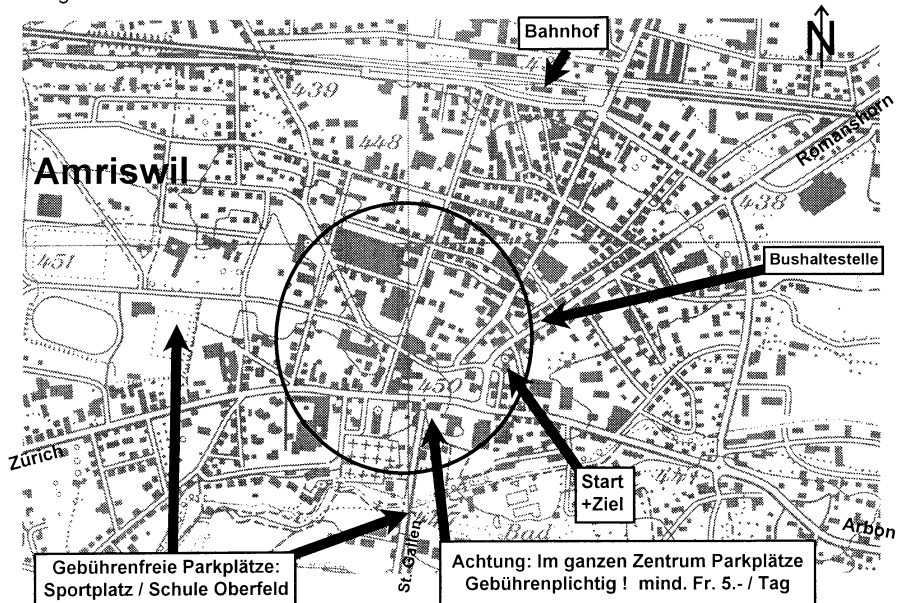 Bahnhof
N
439
448
Amriswil
Romanshorn
438
451
Bushaltestelle
450
Zürich
Start
+Ziel
441
Bad
Arbon
St. Gallen
Gebührenfreie Parkplätze:
Sportplatz / Schule Oberfeld
Achtung: Im ganzen Zentrum Parkplätze
Gebührenplichtig ! mind. Fr. 5.- / Tag